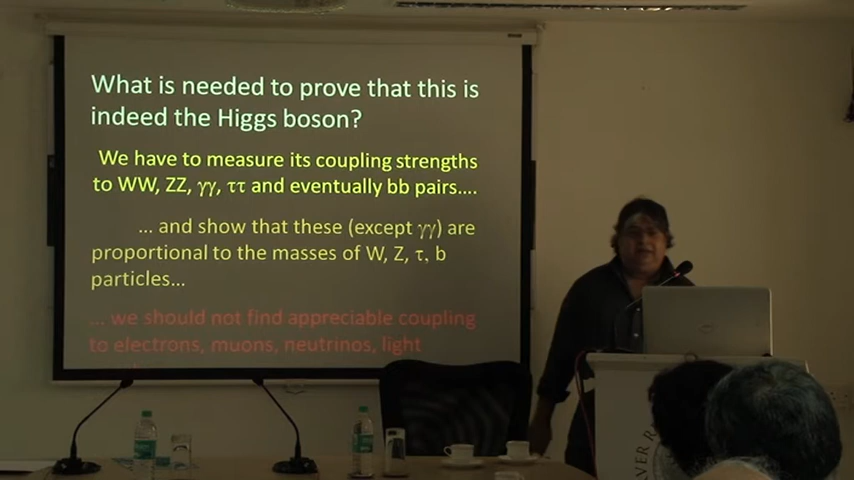 What is needed to prove that this is
indeed the Higgs boson?
We have to measure its coupling strengths
to WW, ZZ, γγ, ττ and eventually bb pairs....
... and show that these (except γγ) are
proportional to the masses of W, Z, τ, b
particles...
... we should not find appreciable coupling
to electrons, muons, neutrinos, light